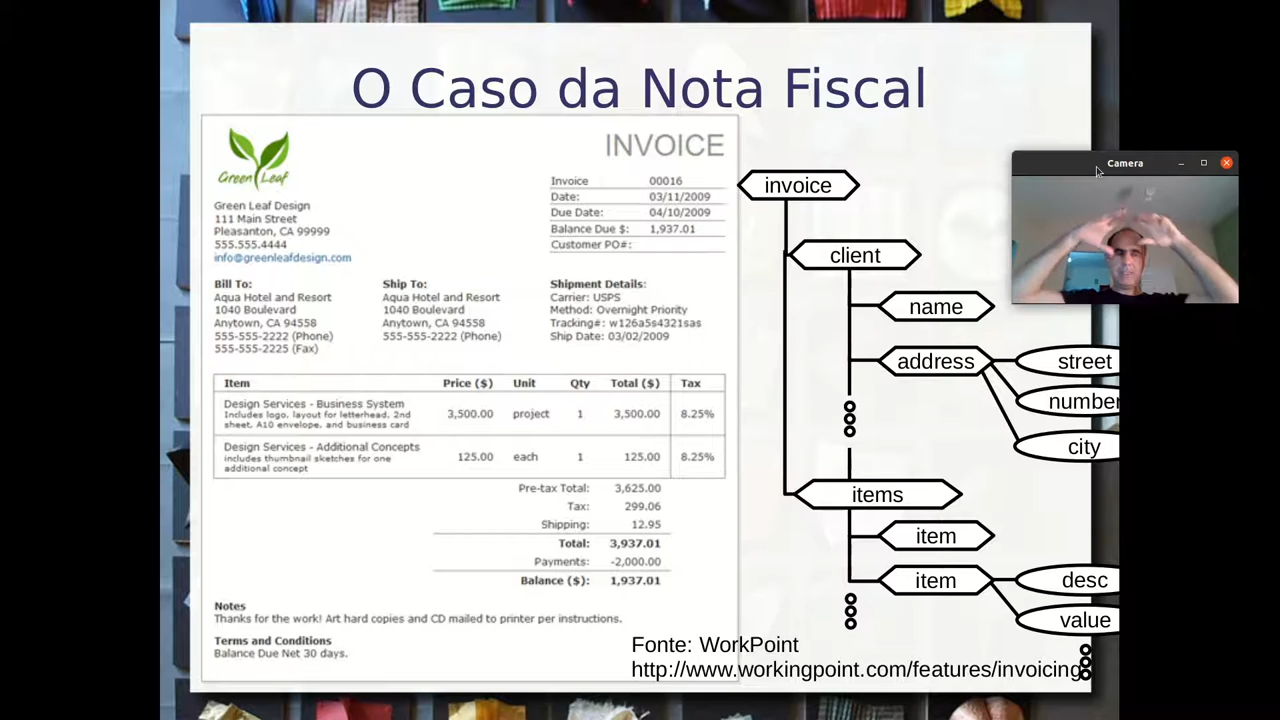 O Caso da Nota Fiscal
Green Leaf
INVOICE
Invoice 00016
Date: 03/11/2009
Due Date: 04/10/2009
Balance Due $: 1,937.01
Customer PO#:
Green Leaf Design
111 Main Street
Pleasanton, CA 99999
555.555.4444
info@greenleafdesign.com
Bill To:
Aqua Hotel and Resort
1040 Boulevard
Anytown, CA 94558
555-555-2222 (Phone)
555-555-2225 (Fax)
Ship To:
Aqua Hotel and Resort
1040 Boulevard
Anytown, CA 94558
555-555-2222 (Phone)
Shipment Details:
Carrier: USPS
Method: Overnight Priority
Tracking#: w126a5s4321sas
Ship Date: 03/02/2009
Item Price ($) Unit Qty Total ($) Tax
Design Services - Business System
Includes logo, layout for letterhead, 2nd
sheet, A10 envelope, and business card
3,500.00 project 1 3,500.00 8.25%
Design Services - Additional Concepts
includes thumbnail sketches for one
additional concept
125.00 each 1 125.00 8.25%
Pre-tax Total: 3,625.00
Tax: 299.06
Shipping: 12.95
Total: 3,937.01
Payments: -2,000.00
Balance ($): 1,937.01
Notes
Thanks for the work! Art hard copies and CD mailed to printer per instructions.
Terms and Conditions
Balance Due Net 30 days.
invoice
client
name
address
street
number
city
items
item
item
desc
value
Fonte: WorkPoint
http://www.workingpoint.com/features/invoicing
Camera